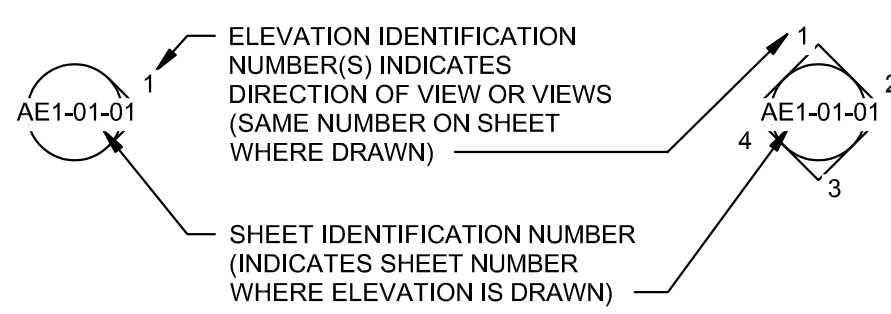 ELEVATION IDENTIFICATION
NUMBER(S) INDICATES
DIRECTION OF VIEW OR VIEWS
(SAME NUMBER ON SHEET
WHERE DRAWN)
1
AE1-01-01
1
2
AE1-01-01
4
3
SHEET IDENTIFICATION NUMBER
(INDICATES SHEET NUMBER
WHERE ELEVATION IS DRAWN)